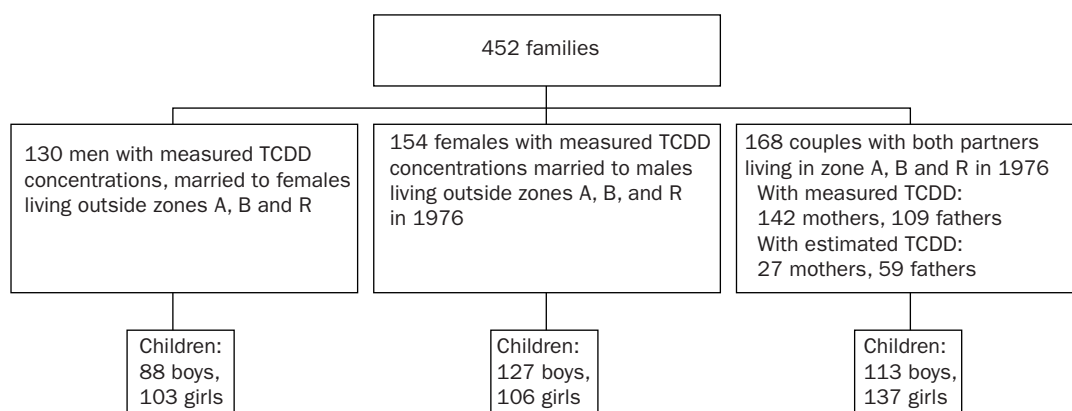 452 families
130 men with measured TCDD
concentrations, married to females
living outside zones A, B and R
154 females with measured TCDD
concentrations married to males
living outside zones A, B, and R
in 1976
168 couples with both partners
living in zone A, B and R in 1976
With measured TCDD:
142 mothers, 109 fathers
With estimated TCDD:
27 mothers, 59 fathers
Children:
88 boys,
103 girls
Children:
127 boys,
106 girls
Children:
113 boys,
137 girls